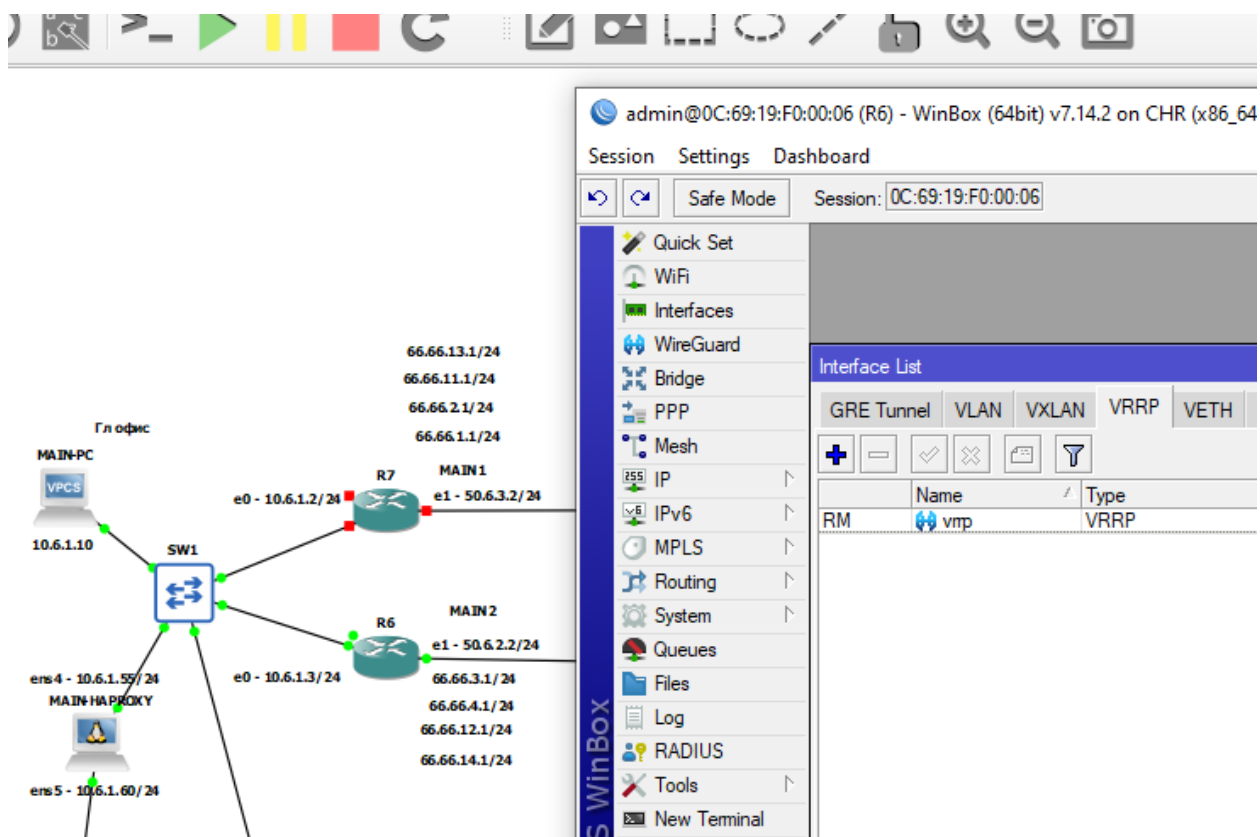 admin@0C:69:19:F0:00:06 (R6) - WinBox (64bit) v7.14.2 on CHR (x86_64
Session Settings Dashboard
Safe Mode Session: 0C:69:19:F0:00:06
Quick Set
WiFi
Interfaces
WireGuard
Bridge
PPP
Mesh
IP
IPv6
MPLS
Routing
System
Queues
Files
Log
RADIUS
Tools
New Terminal
S WinBox
Interface List
GRE Tunnel VLAN VXLAN VRRP VETH
Name Type
RM vrrp VRRP
66.66.13.1/24
66.66.11.1/24
66.66.2.1/24
66.66.1.1/24
Гл офис
MAIN-PC
VPCS
10.6.1.10
SW1
R7
MAIN1
e0 - 10.6.1.2/24
e1 - 50.6.3.2/24
R6
MAIN2
e1 - 50.6.2.2/24
e0 - 10.6.1.3/24
66.66.3.1/24
66.66.4.1/24
66.66.12.1/24
66.66.14.1/24
ens4 - 10.6.1.55/24
MAIN-HAPROXY
ens5 - 10.6.1.60/24